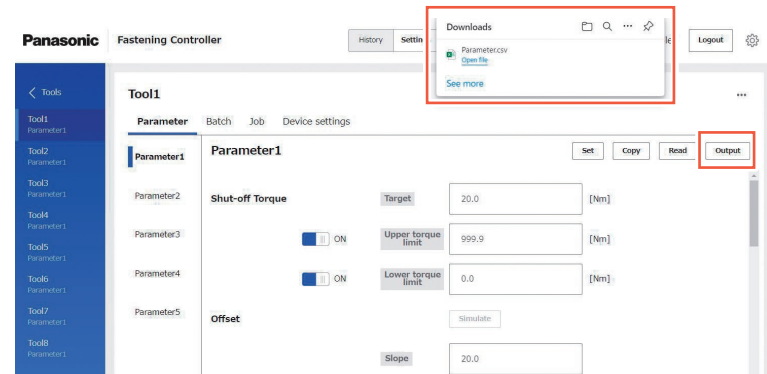 Panasonic
Fastening Controller
History
Settin
Logout
Downloads
Parameter.csv
Open file
See more
Tools
Tool1
Parameter1
Tool2
Parameter1
Tool3
Parameter1
Tool4
Parameter1
Tool5
Parameter1
Tool6
Parameter1
Tool7
Parameter1
Tool8
Parameter1
Tool1
Parameter Batch Job Device settings
Parameter1
Parameter2
Parameter3
Parameter4
Parameter5
Parameter1
Set Copy Read Output
Shut-off Torque Target 20.0 [Nm]
ON Upper torque limit 999.9 [Nm]
ON Lower torque limit 0.0 [Nm]
Offset Simulate
Slope 20.0